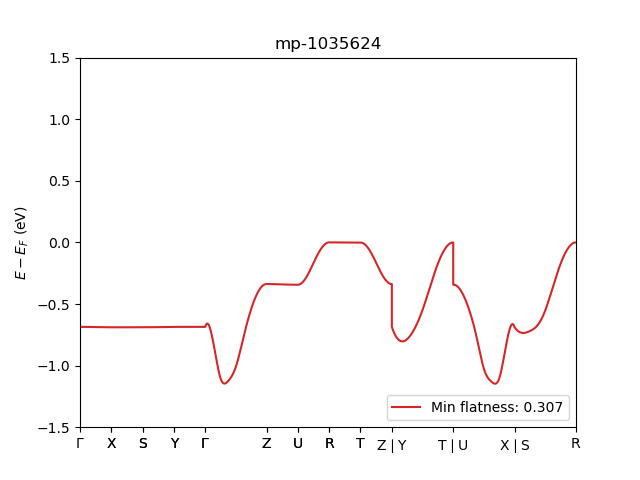 mp-1035624
E − E_F (eV)
1.5
1.0
0.5
0.0
−0.5
−1.0
−1.5
Min flatness: 0.307
Γ X S Y Γ Z U R T Z | Y T | U X | S R